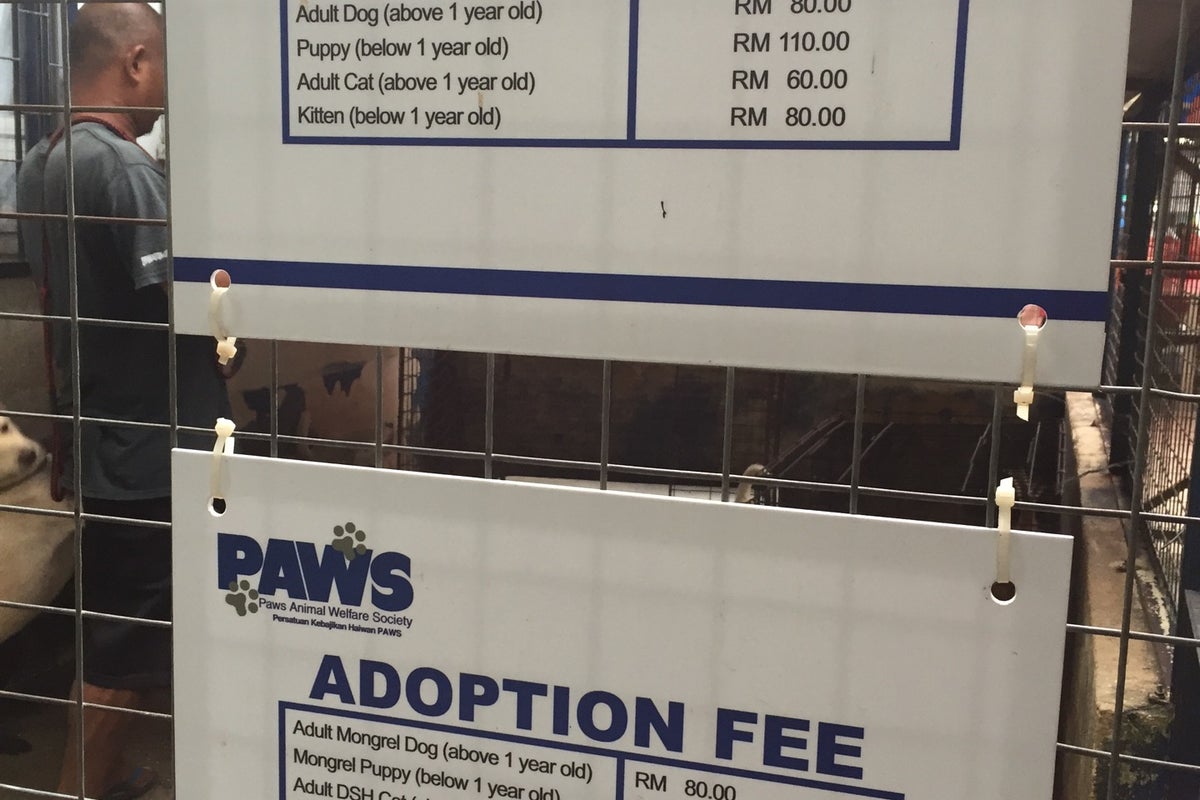 Adult Dog (above 1 year old) RM 80.00
Puppy (below 1 year old) RM 110.00
Adult Cat (above 1 year old) RM 60.00
Kitten (below 1 year old) RM 80.00
PAWS
Paws Animal Welfare Society
Persatuan Kebajikan Haiwan PAWS
ADOPTION FEE
Adult Mongrel Dog (above 1 year old) RM 80.00
Mongrel Puppy (below 1 year old)
Adult DSH Cat